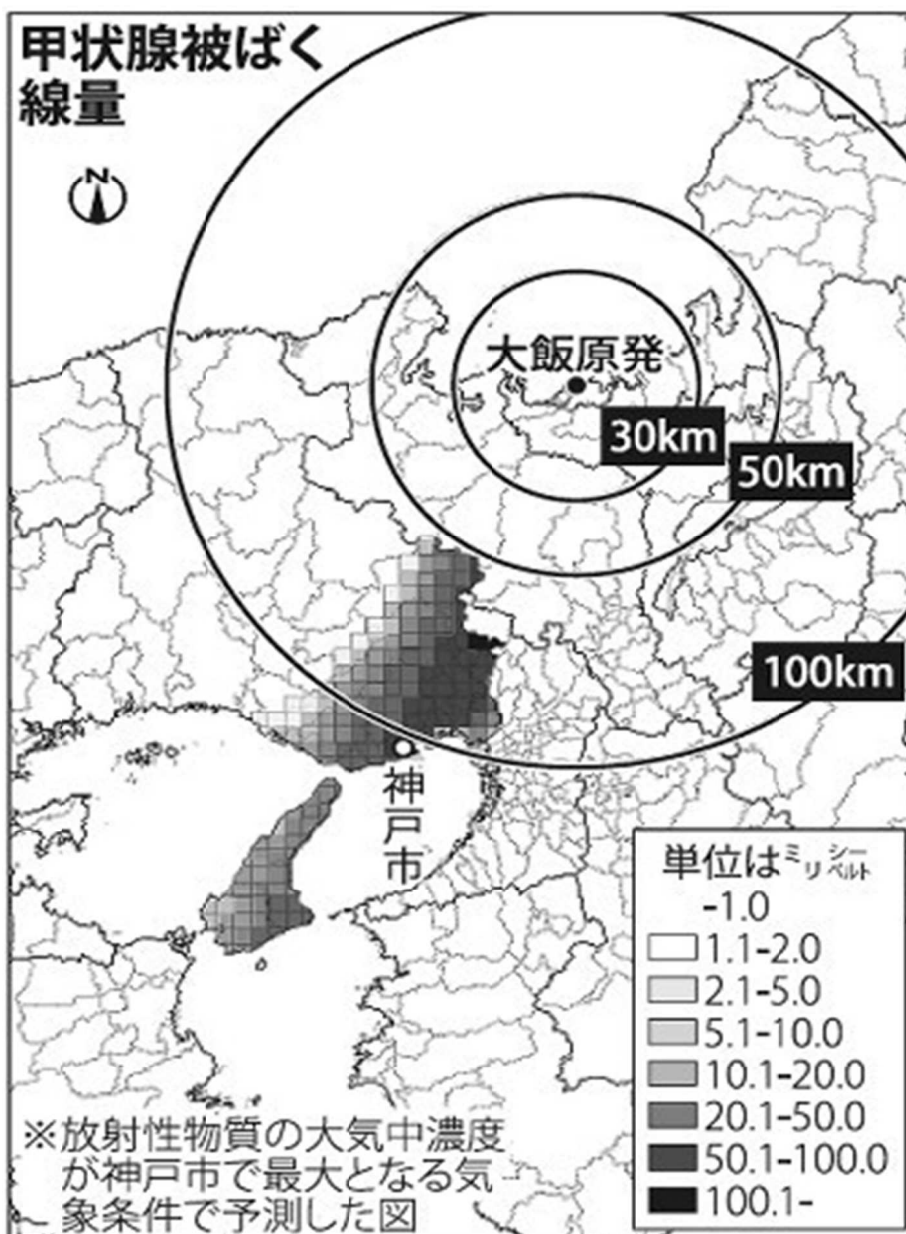 甲状腺被ばく
線量
N
大飯原発
30km
50km
100km
神戸市
単位はミリシーベルト
-1.0
1.1-2.0
2.1-5.0
5.1-10.0
10.1-20.0
20.1-50.0
50.1-100.0
100.1-
※放射性物質の大気中濃度
が神戸市で最大となる気
象条件で予測した図